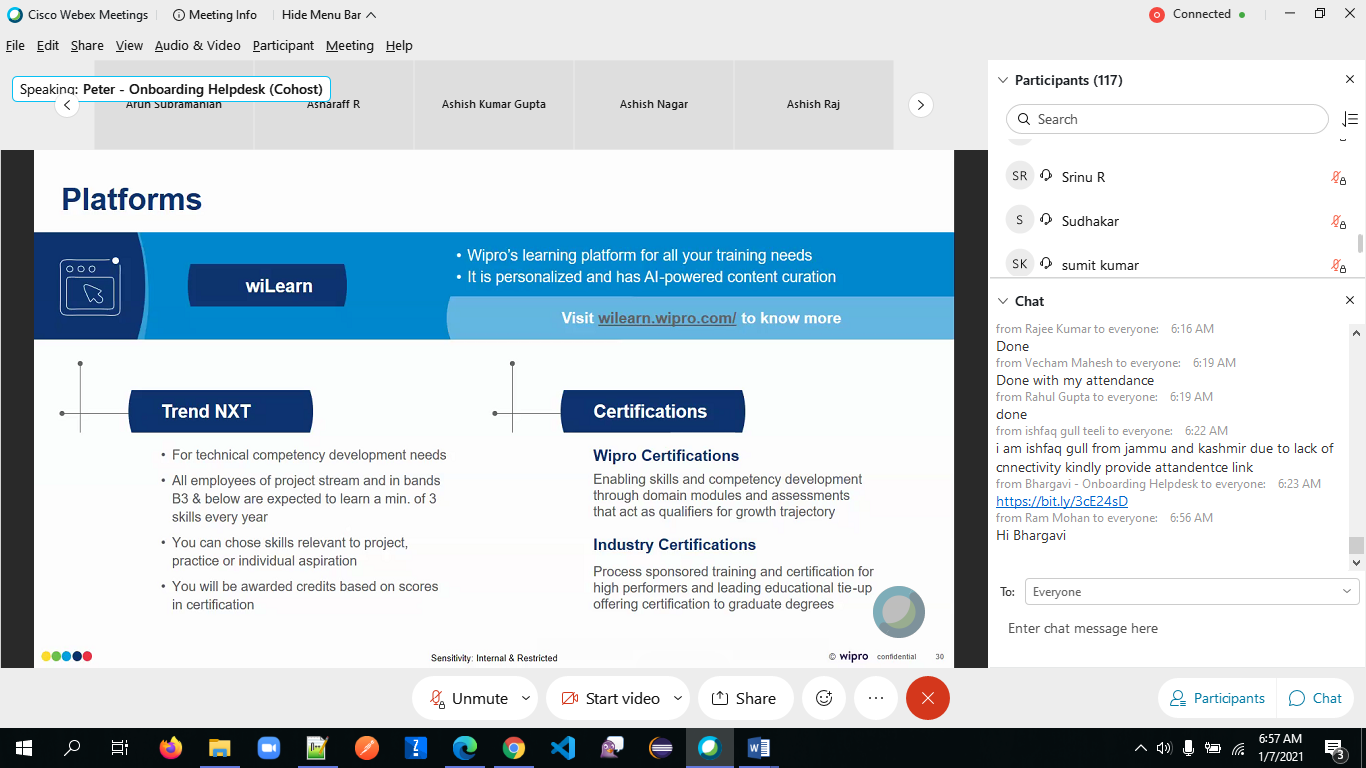 Cisco Webex Meetings
Meeting Info
Hide Menu Bar
Connected
File Edit Share View Audio & Video Participant Meeting Help
Speaking: Peter - Onboarding Helpdesk (Cohost)
Arun Subramanian
Asharaff R
Ashish Kumar Gupta
Ashish Nagar
Ashish Raj
Platforms
wiLearn
• Wipro's learning platform for all your training needs
• It is personalized and has AI-powered content curation
Visit wilearn.wipro.com/ to know more
Trend NXT
• For technical competency development needs
• All employees of project stream and in bands
B3 & below are expected to learn a min. of 3
skills every year
• You can chose skills relevant to project,
practice or individual aspiration
• You will be awarded credits based on scores
in certification
Certifications
Wipro Certifications
Enabling skills and competency development
through domain modules and assessments
that act as qualifiers for growth trajectory
Industry Certifications
Process sponsored training and certification for
high performers and leading educational tie-up
offering certification to graduate degrees
Sensitivity: Internal & Restricted
© wipro confidential 30
Participants (117)
Search
SR Srinu R
S Sudhakar
SK sumit kumar
Chat
from Rajee Kumar to everyone: 6:16 AM
Done
from Vecham Mahesh to everyone: 6:19 AM
Done with my attendance
from Rahul Gupta to everyone: 6:19 AM
done
from ishfaq gull teeli to everyone: 6:22 AM
i am ishfaq gull from jammu and kashmir due to lack of
cnnectivity kindly provide attandentce link
from Bhargavi - Onboarding Helpdesk to everyone: 6:23 AM
https://bit.ly/3cE24sD
from Ram Mohan to everyone: 6:56 AM
Hi Bhargavi
To: Everyone
Enter chat message here
Unmute
Start video
Share
Participants
Chat
6:57 AM
1/7/2021
3